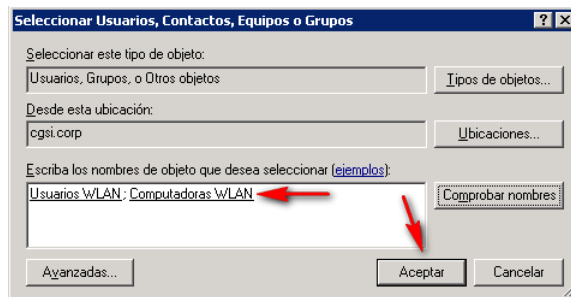 Seleccionar Usuarios, Contactos, Equipos o Grupos
Seleccionar este tipo de objeto:
Usuarios, Grupos, o Otros objetos
Tipos de objetos...
Desde esta ubicación:
cgsi.corp
Ubicaciones...
Escriba los nombres de objeto que desea seleccionar (ejemplos):
Usuarios WLAN ; Computadoras WLAN
Comprobar nombres
Avanzadas...
Aceptar
Cancelar